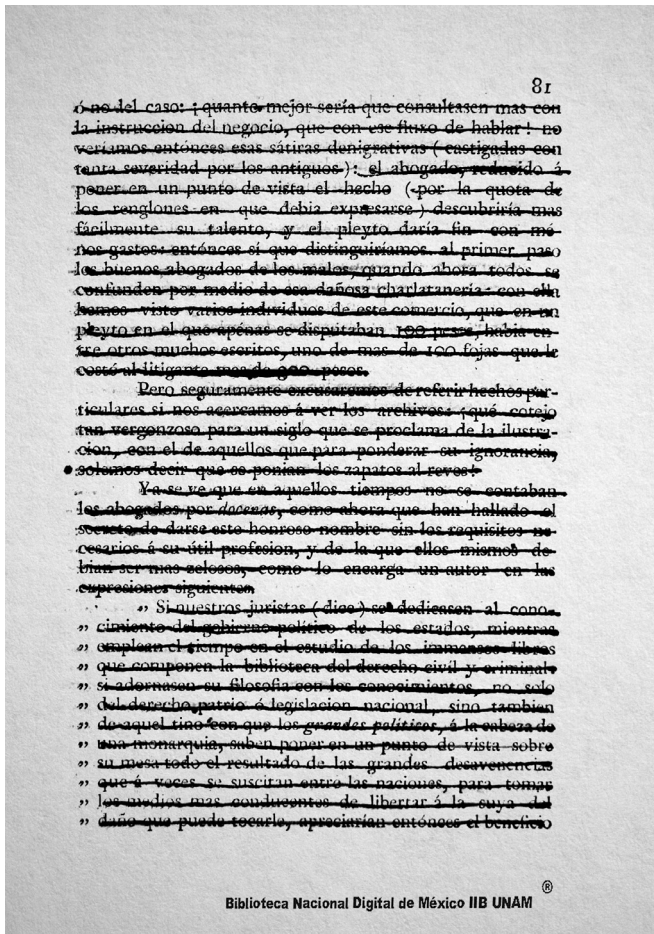 81
ó no del caso: ¡quanto mejor sería que consultasen mas con
la instruccion del negocio, que con ese fluxo de hablar! no
veríamos entónces esas sátiras denigrativas (castigadas con
tanta severidad por los antiguos): el abogado, reducido á
poner en un punto de vista el hecho (por la quota de
los renglones en que debia expresarse) descubriría mas
fácilmente su talento, y el pleyto daría fin con mé-
nos gastos: entónces sí que distinguiríamos al primer paso
los buenos abogados de los malos, quando ahora todos se
confunden por medio de esa dañosa charlatanería: con ella
hemos visto varios individuos de este comercio, que en un
pleyto en el que apénas se disputaban 100 pesos, habia en-
tre otros muchos escritos, uno de mas de 100 fojas que le
costó al litigante mas de 300 pesos.
Pero seguramente excusaremos de referir hechos par-
ticulares si nos acercamos á ver los archivos: ¡qué cotejo
tan vergonzoso para un siglo que se proclama de la ilustra-
cion, con el de aquellos que para ponderar su ignorancia,
solemos decir que se ponian los zapatos al reves!
Ya se ve que en aquellos tiempos no se contaban
los abogados por docenas, como ahora que han hallado el
secreto de darse este honroso nombre sin los requisitos ne-
cesarios á su útil profesion, y de la que ellos mismos de-
bian ser mas zelosos, como lo encarga un autor en las
expresiones siguientes
„ Si nuestros juristas (dice) se dedicasen al cono-
„ cimiento del gobierno político de los estados, mientras
„ emplean el tiempo en el estudio de los immensos libros
„ que componen la biblioteca del derecho civil y criminal:
„ si adornasen su filosofia con los conocimientos, no solo
„ del derecho patrio ó legislacion nacional, sino tambien
„ de aquel tino con que los grandes políticos, á la cabeza de
„ una monarquia, saben poner en un punto de vista sobre
„ su mesa todo el resultado de las grandes desavenencias
„ que á veces se suscitan entre las naciones, para tomar
„ los medios mas conducentes de libertar á la suya del
„ daño que puede tocarle, apreciarían entónces el beneficio
Biblioteca Nacional Digital de México IIB UNAM ®